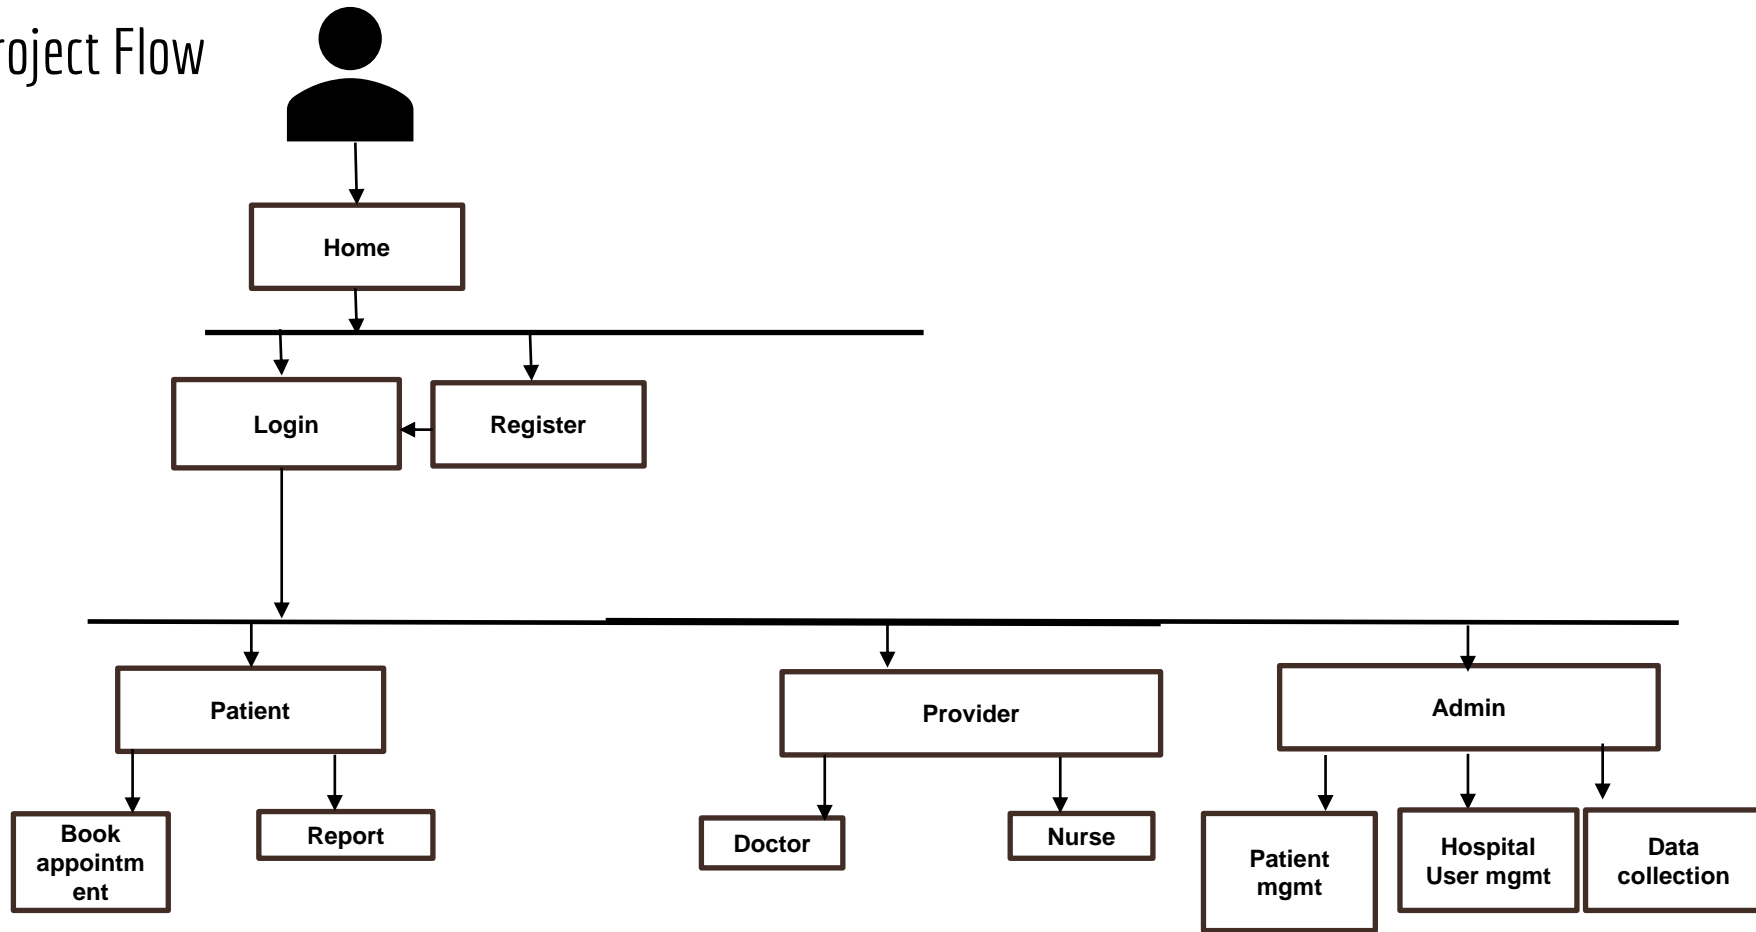 roject Flow
Home
Login
Register
Patient
Provider
Admin
Book
appointm
ent
Report
Doctor
Nurse
Patient
mgmt
Hospital
User mgmt
Data
collection